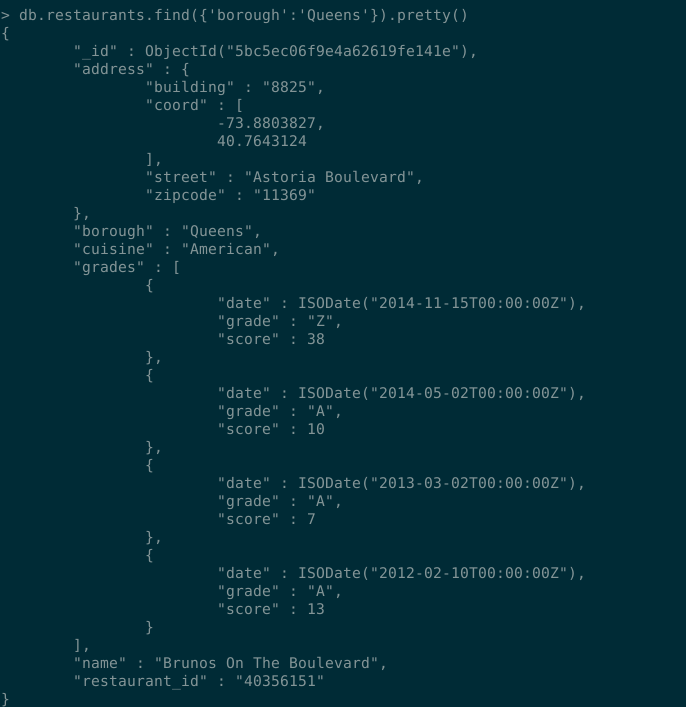 > db.restaurants.find({'borough':'Queens'}).pretty()
{
        "_id" : ObjectId("5bc5ec06f9e4a62619fe141e"),
        "address" : {
                "building" : "8825",
                "coord" : [
                        -73.8803827,
                        40.7643124
                ],
                "street" : "Astoria Boulevard",
                "zipcode" : "11369"
        },
        "borough" : "Queens",
        "cuisine" : "American",
        "grades" : [
                {
                        "date" : ISODate("2014-11-15T00:00:00Z"),
                        "grade" : "Z",
                        "score" : 38
                },
                {
                        "date" : ISODate("2014-05-02T00:00:00Z"),
                        "grade" : "A",
                        "score" : 10
                },
                {
                        "date" : ISODate("2013-03-02T00:00:00Z"),
                        "grade" : "A",
                        "score" : 7
                },
                {
                        "date" : ISODate("2012-02-10T00:00:00Z"),
                        "grade" : "A",
                        "score" : 13
                }
        ],
        "name" : "Brunos On The Boulevard",
        "restaurant_id" : "40356151"
}